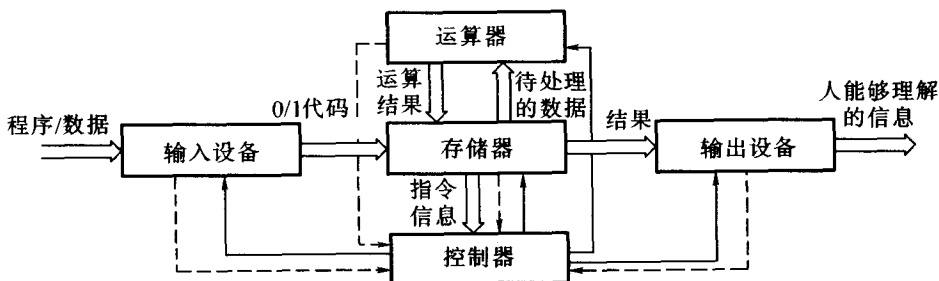 运算器
运算
结果
待处理
的数据
人能够理解
的信息
程序/数据
0/1代码
结果
输入设备
存储器
输出设备
指令
信息
控制器